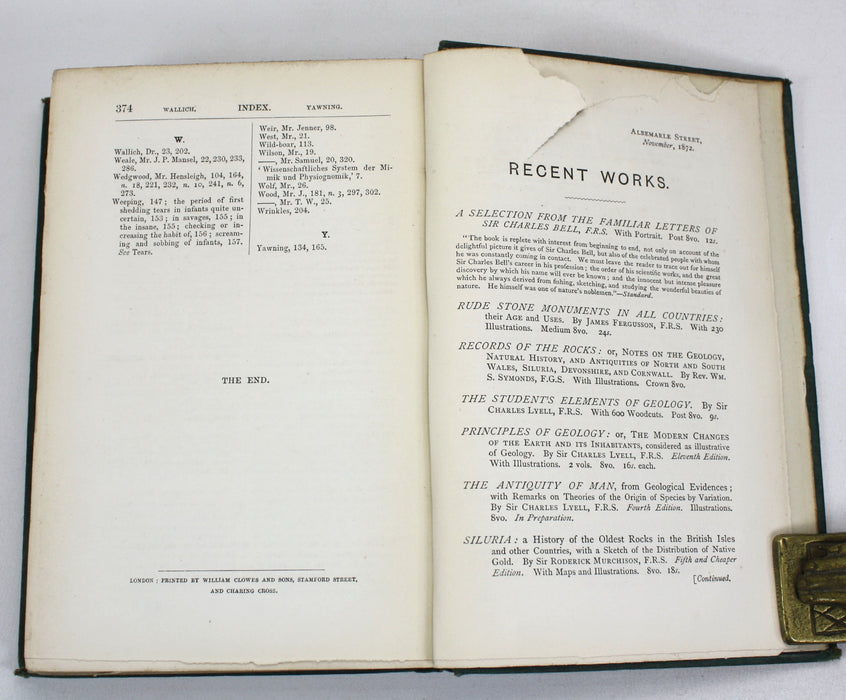 374 WALLICH. INDEX. YAWNING.
W.
Wallich, Dr., 23, 202.
Weale, Mr. J. P. Mansel, 22, 230, 233,
286.
Wedgwood, Mr. Hensleigh, 104, 164,
n. 18, 221, 232, n. 10, 241, n. 6,
273.
Weeping, 147; the period of first
shedding tears in infants quite un-
certain, 153; in savages, 155; in
the insane, 155; checking or in-
creasing the habit of, 156; scream-
ing and sobbing of infants, 157.
See Tears.
Weir, Mr. Jenner, 98.
West, Mr., 21.
Wild-boar, 113.
Wilson, Mr., 19.
——, Mr. Samuel, 20, 320.
'Wissenschaftliches System der Mi-
mik und Physiognomik,' 7.
Wolf, Mr., 26.
Wood, Mr. J., 181, n. 3, 297, 302.
——, Mr. T. W., 25.
Wrinkles, 204.
Y.
Yawning, 134, 165.
THE END.
LONDON: PRINTED BY WILLIAM CLOWES AND SONS, STAMFORD STREET,
AND CHARING CROSS.
ALBEMARLE STREET,
November, 1872.
RECENT WORKS.
A SELECTION FROM THE FAMILIAR LETTERS OF
SIR CHARLES BELL, F.R.S. With Portrait. Post 8vo. 12s.
"The book is replete with interest from beginning to end, not only on account of the
delightful picture it gives of Sir Charles Bell, but also of the celebrated people with whom
he was constantly coming in contact. We must leave the reader to trace out for himself
Sir Charles Bell's career in his profession; the order of his scientific works, and the great
discovery by which his name will ever be known; and the innocent but intense pleasure
which he always derived from fishing, sketching, and studying the wonderful beauties of
nature. He himself was one of nature's noblesmen."—Standard.
RUDE STONE MONUMENTS IN ALL COUNTRIES:
their AGE and USES. By JAMES FERGUSSON, F.R.S. With 230
Illustrations. Medium 8vo. 24s.
RECORDS OF THE ROCKS: or, NOTES ON THE GEOLOGY,
NATURAL HISTORY, AND ANTIQUITIES OF NORTH AND SOUTH
WALES, SILURIA, DEVONSHIRE, AND CORNWALL. By REV. WM.
S. SYMONDS, F.G.S. With Illustrations. Crown 8vo.
THE STUDENT'S ELEMENTS OF GEOLOGY. By SIR
CHARLES LYELL, F.R.S. With 600 Woodcuts. Post 8vo. 9s.
PRINCIPLES OF GEOLOGY: or, THE MODERN CHANGES
OF THE EARTH AND ITS INHABITANTS, considered as illustrative
of Geology. By SIR CHARLES LYELL, F.R.S. Eleventh Edition.
With Illustrations. 2 vols. 8vo. 16s. each.
THE ANTIQUITY OF MAN, from Geological Evidences;
with Remarks on Theories of the Origin of Species by Variation.
By SIR CHARLES LYELL, F.R.S. Fourth Edition. Illustrations.
8vo. In Preparation.
SILURIA: a History of the Oldest Rocks in the British Isles
and other Countries, with a Sketch of the Distribution of Native
Gold. By SIR RODERICK MURCHISON, F.R.S. Fifth and Cheaper
Edition. With Maps and Illustrations. 8vo. 18s.
[Continued.